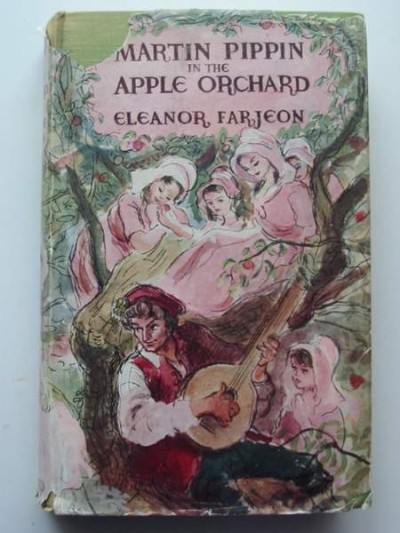 MARTIN PIPPIN
IN THE
APPLE ORCHARD
ELEANOR FARJEON